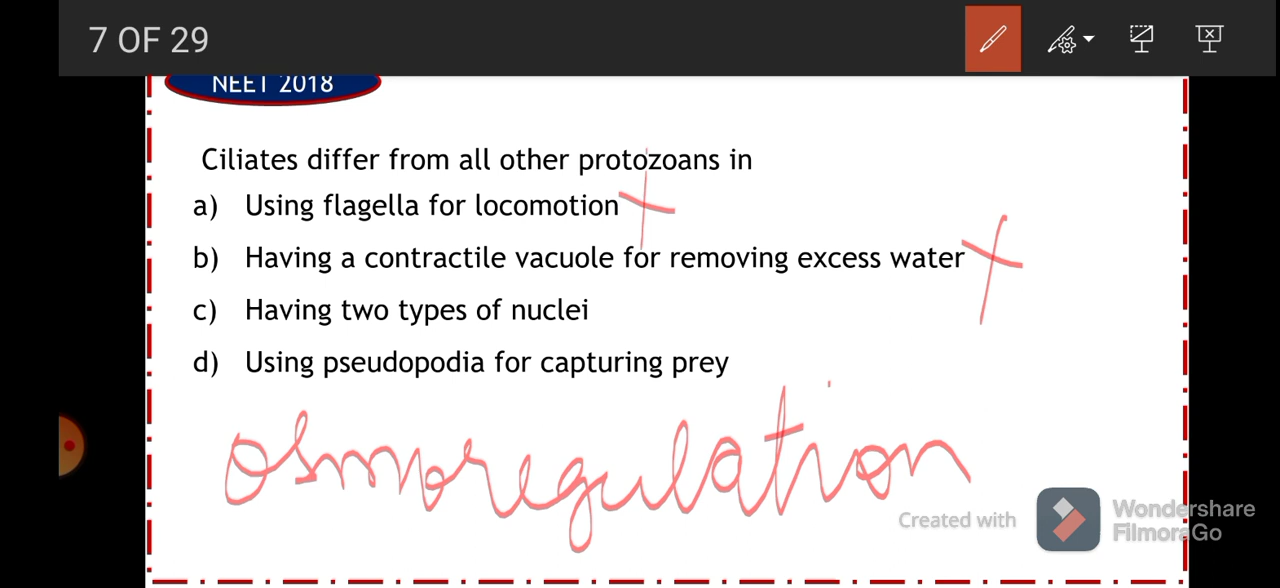 7 OF 29
NEET 2018
Ciliates differ from all other protozoans in
a) Using flagella for locomotion
b) Having a contractile vacuole for removing excess water
c) Having two types of nuclei
d) Using pseudopodia for capturing prey
Osmoregulation
Created with Wondershare
FilmoraGo